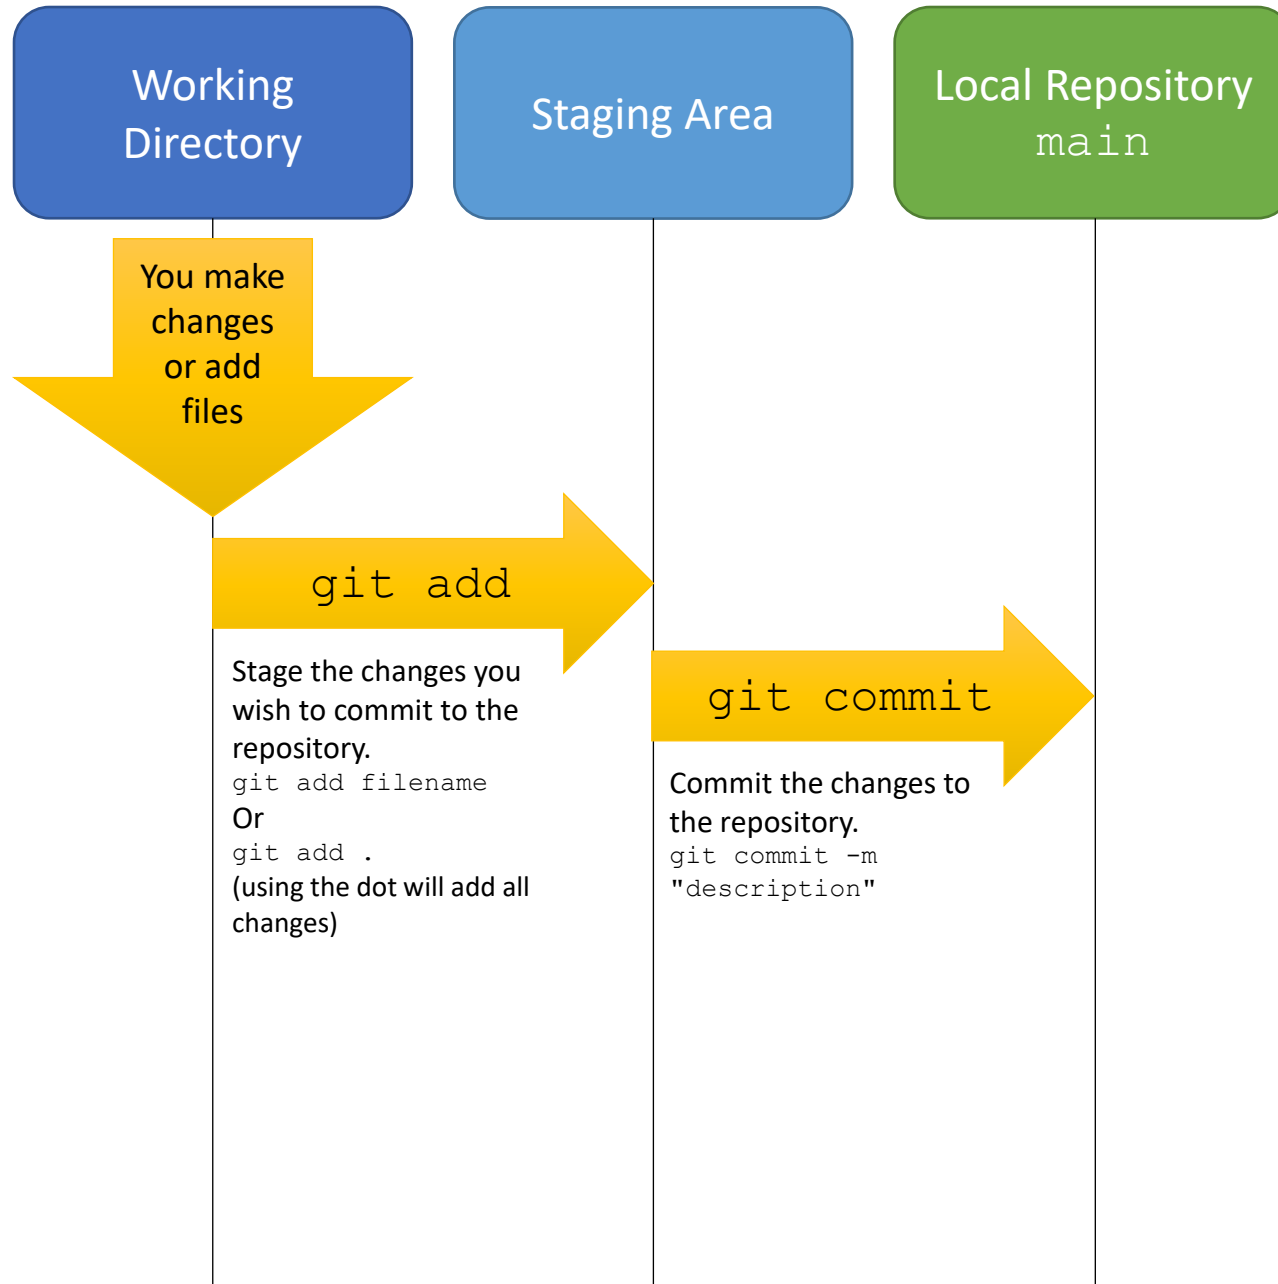 Working
Directory
Staging Area
Local Repository
main
You make
changes
or add
files
git add
Stage the changes you
wish to commit to the
repository.
git add filename
Or
git add .
(using the dot will add all
changes)
git commit
Commit the changes to
the repository.
git commit -m
"description"